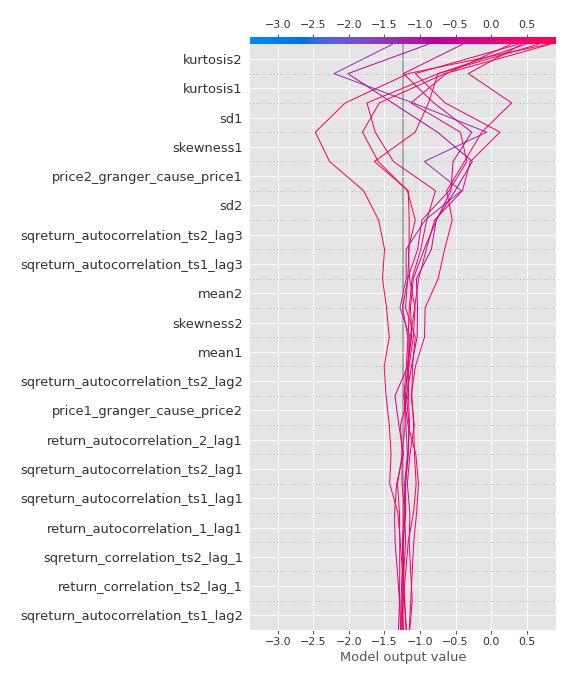 −3.0 −2.5 −2.0 −1.5 −1.0 −0.5 0.0 0.5
kurtosis2
kurtosis1
sd1
skewness1
price2_granger_cause_price1
sd2
sqreturn_autocorrelation_ts2_lag3
sqreturn_autocorrelation_ts1_lag3
mean2
skewness2
mean1
sqreturn_autocorrelation_ts2_lag2
price1_granger_cause_price2
return_autocorrelation_2_lag1
sqreturn_autocorrelation_ts2_lag1
sqreturn_autocorrelation_ts1_lag1
return_autocorrelation_1_lag1
sqreturn_correlation_ts2_lag_1
return_correlation_ts2_lag_1
sqreturn_autocorrelation_ts1_lag2
−3.0 −2.5 −2.0 −1.5 −1.0 −0.5 0.0 0.5
Model output value